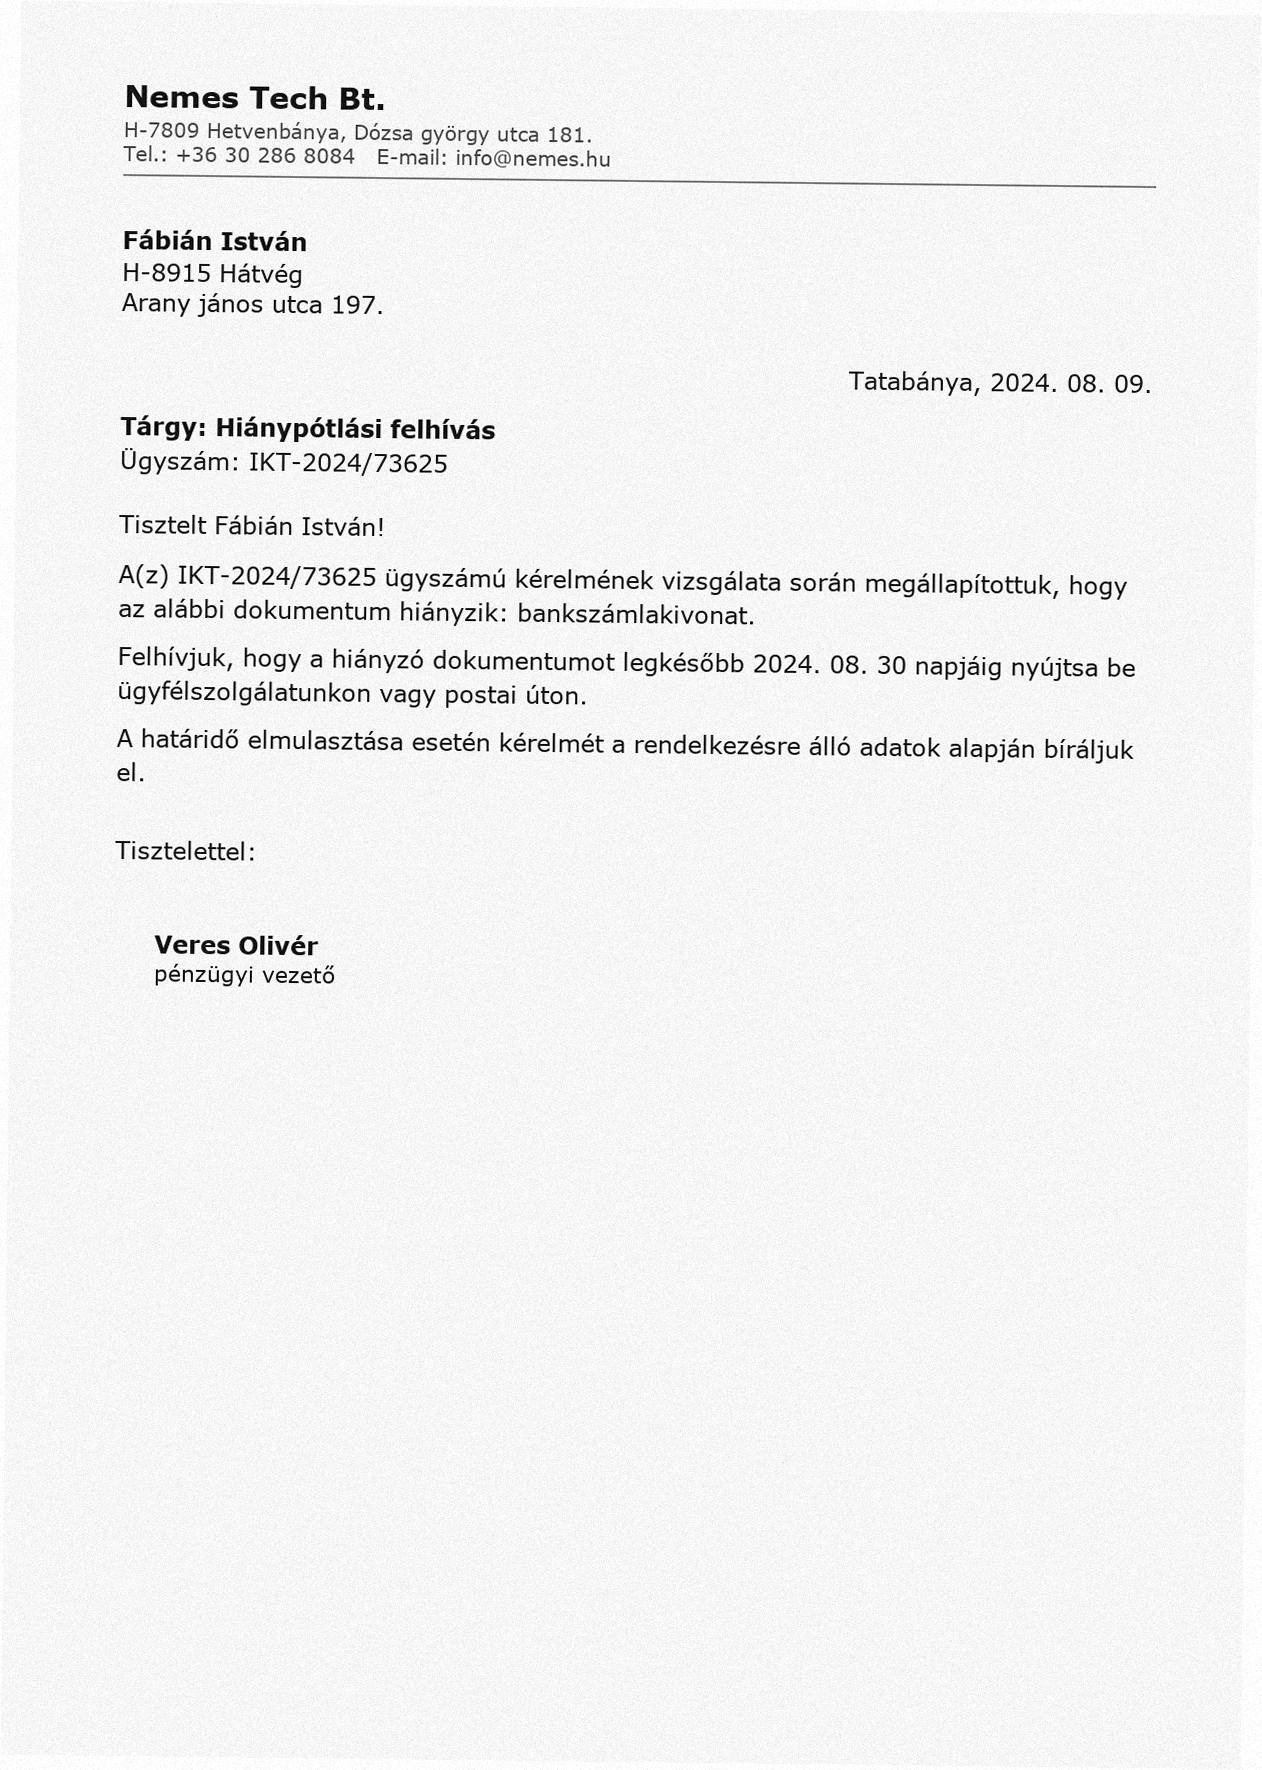 Nemes Tech Bt.
H-7809 Hetvenbánya, Dózsa györgy utca 181.
Tel.: +36 30 286 8084 E-mail: info@nemes.hu
Fábián István
H-8915 Hátvég
Arany jános utca 197.
Tatabánya, 2024. 08. 09.
Tárgy: Hiánypótlási felhívás
Ügyszám: IKT-2024/73625
Tisztelt Fábián István!
A(z) IKT-2024/73625 ügyszámú kérelmének vizsgálata során megállapítottuk, hogy
az alábbi dokumentum hiányzik: bankszámlakivonat.
Felhívjuk, hogy a hiányzó dokumentumot legkésőbb 2024. 08. 30 napjáig nyújtsa be
ügyfélszolgálatunkon vagy postai úton.
A határidő elmulasztása esetén kérelmét a rendelkezésre álló adatok alapján bíráljuk
el.
Tisztelettel:
Veres Olivér
pénzügyi vezető